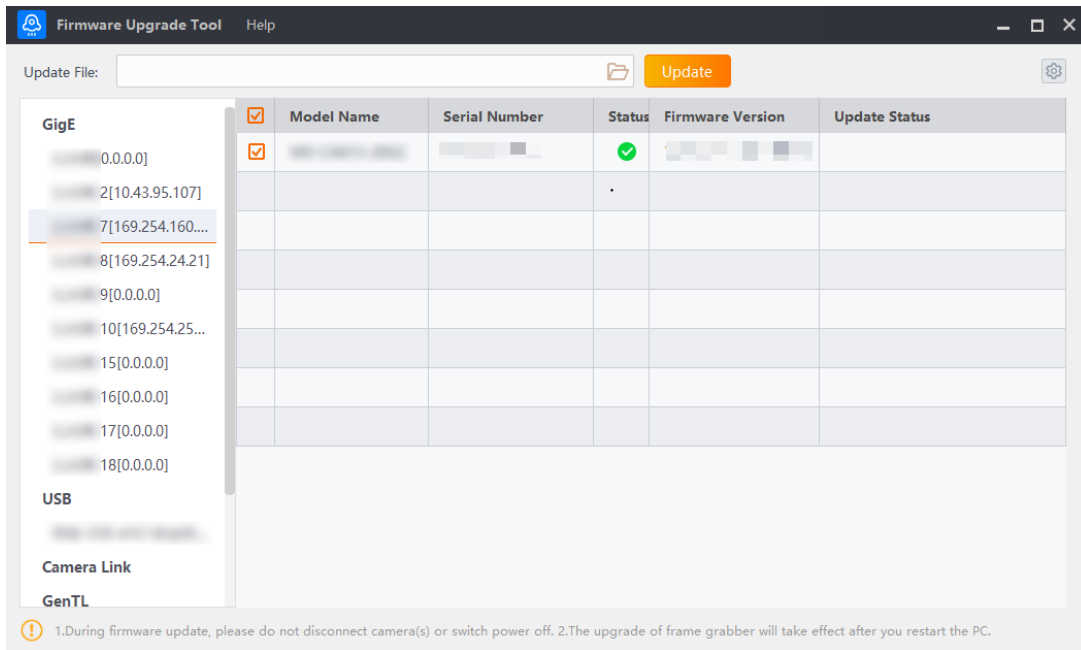 Firmware Upgrade Tool Help
Update File: Update
GigE
Model Name Serial Number Status Firmware Version Update Status
0.0.0.0]
2[10.43.95.107]
7[169.254.160....
8[169.254.24.21]
9[0.0.0.0]
10[169.254.25...
15[0.0.0.0]
16[0.0.0.0]
17[0.0.0.0]
18[0.0.0.0]
USB
Camera Link
GenTL
1.During firmware update, please do not disconnect camera(s) or switch power off. 2.The upgrade of frame grabber will take effect after you restart the PC.